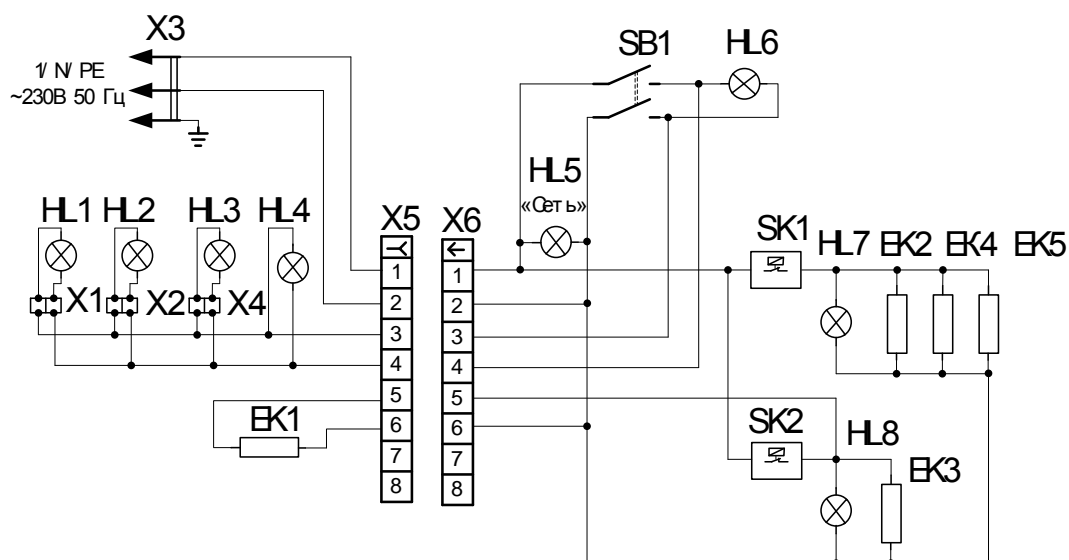 X3
1/ N/ PE
~230В 50 Гц
SB1
HL6
HL5
«Сеть»
HL1 HL2 HL3 HL4
X5 X6
SK1 HL7 EK2 EK4 EK5
X1 X2 X4
1 1
2 2
3 3
4 4
5 5
6 6
7 7
8 8
EK1
SK2 HL8
EK3